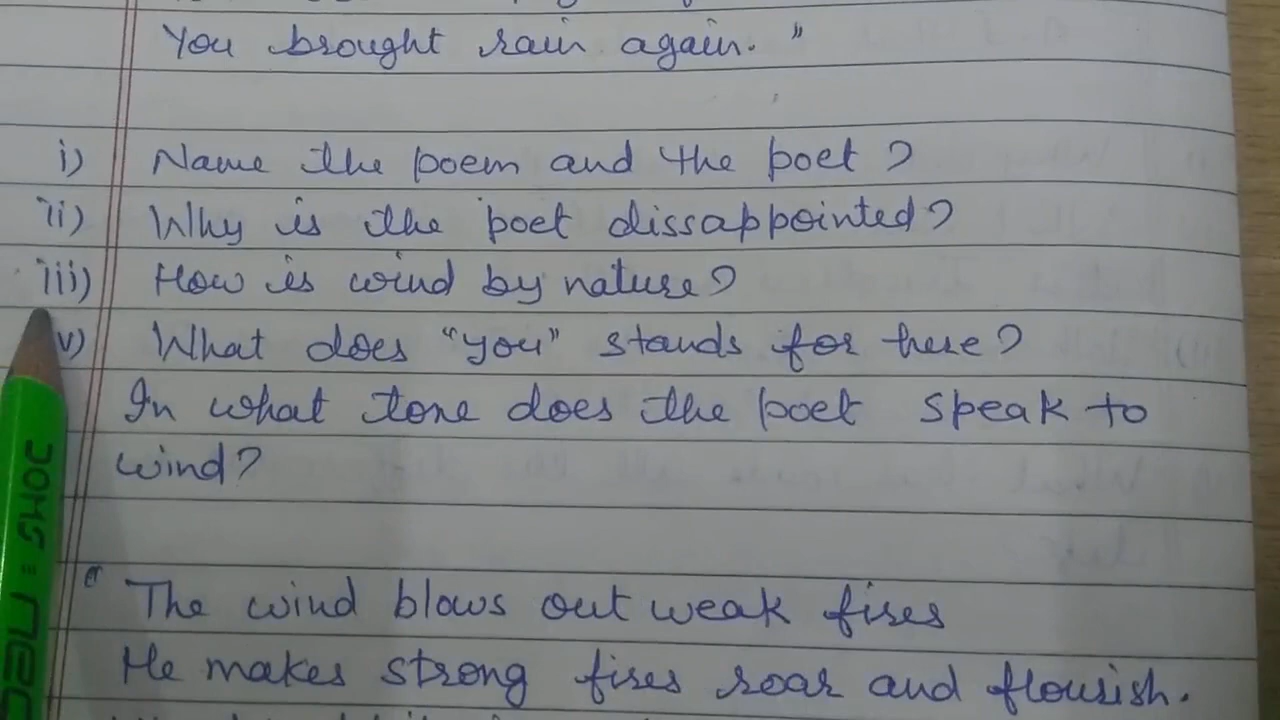 You brought rain again."
i) Name the poem and the poet?
ii) Why is the poet dissappointed?
iii) How is wind by nature?
v) What does "you" stands for here?
In what tone does the poet speak to
wind?
" The wind blows out weak fires
He makes strong fires roar and flourish.
DOMS